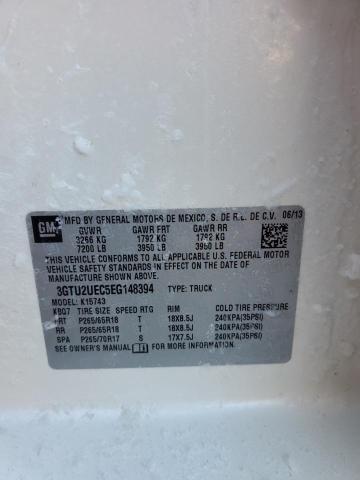 GM
MFD BY GENERAL MOTORS DE MEXICO, S. DE R.L. DE C.V. 06/13
GVWR GAWR FRT GAWR RR
3266 KG 1792 KG 1792 KG
7200 LB 3950 LB 3950 LB
THIS VEHICLE CONFORMS TO ALL APPLICABLE U.S. FEDERAL MOTOR
VEHICLE SAFETY STANDARDS IN EFFECT ON THE DATE OF
MANUFACTURE SHOWN ABOVE.
3GTU2UEC5EG148394 TYPE: TRUCK
MODEL: K15743
TIRE SIZE SPEED RTG RIM COLD TIRE PRESSURE
FRT P265/65R18 T 18X8.5J 240KPA(35PSI)
RR P265/65R18 T 18X8.5J 240KPA(35PSI)
SPA P265/70R17 S 17X7.5J 240KPA(35PSI)
SEE OWNER'S MANUAL FOR MORE INFORMATION.